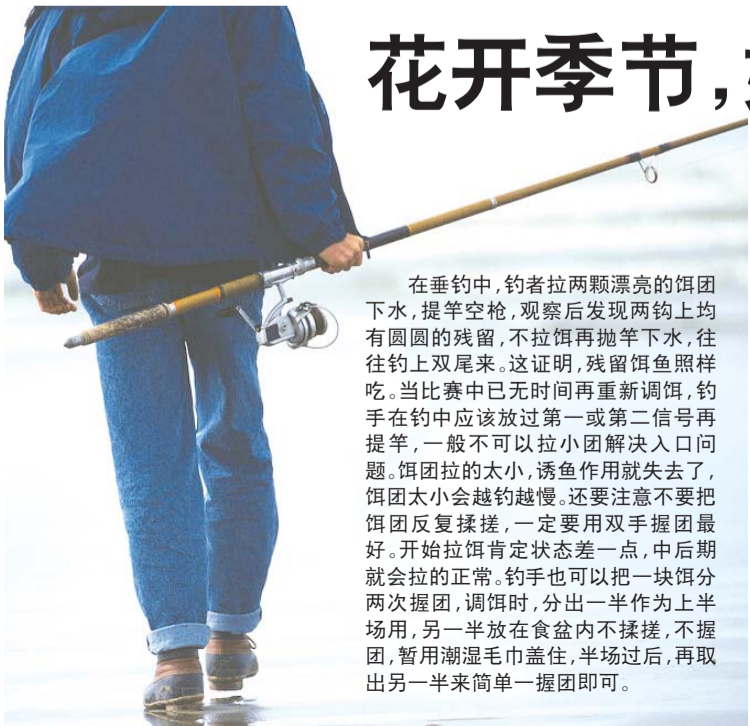 花开季节，
在垂钓中，钓者拉两颗漂亮的饵团
下水，提竿空枪，观察后发现两钩上均
有圆圆的残留，不拉饵再抛竿下水，往
往钓上双尾来。这证明，残留饵鱼照样
吃。当比赛中已无时间再重新调饵，钓
手在钓中应该放过第一或第二信号再
提竿，一般不可以拉小团解决入口问
题。饵团拉的太小，诱鱼作用就失去了，
饵团太小会越钓越慢。还要注意不要把
饵团反复揉搓，一定要用双手握团最
好。开始拉饵肯定状态差一点，中后期
就会拉的正常。钓手也可以把一块饵分
两次握团，调饵时，分出一半作为上半
场用，另一半放在食盆内不揉搓，不握
团，暂用潮湿毛巾盖住，半场过后，再取
出另一半来简单一握团即可。